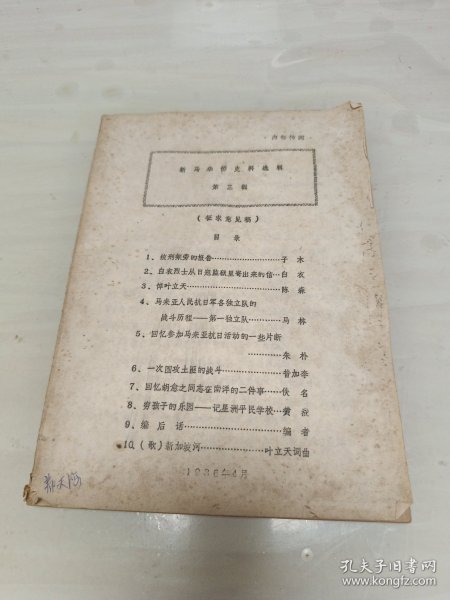 内部传阅
新马华侨史料选辑
第三辑
(征求意见稿)
目录
1、绞刑架旁的报告……子木
2、白衣烈士从日寇监狱里寄出来的信…白衣
3、悼叶立天……陈森
4、马来亚人民抗日军各独立队的
战斗历程——第一独立队……马林
5、回忆参加马来亚抗日活动的一些片断
……朱朴
6、一次围攻土匪的战斗……普加李
7、回忆胡愈之同志在南洋的二件事…佚名
8、穷孩子的乐园——记星洲平民学校…黄
9、编后话……编者
10、(歌)新加坡河……叶立天词曲
1986年4月
孔夫子旧书网
www.kongfz.com